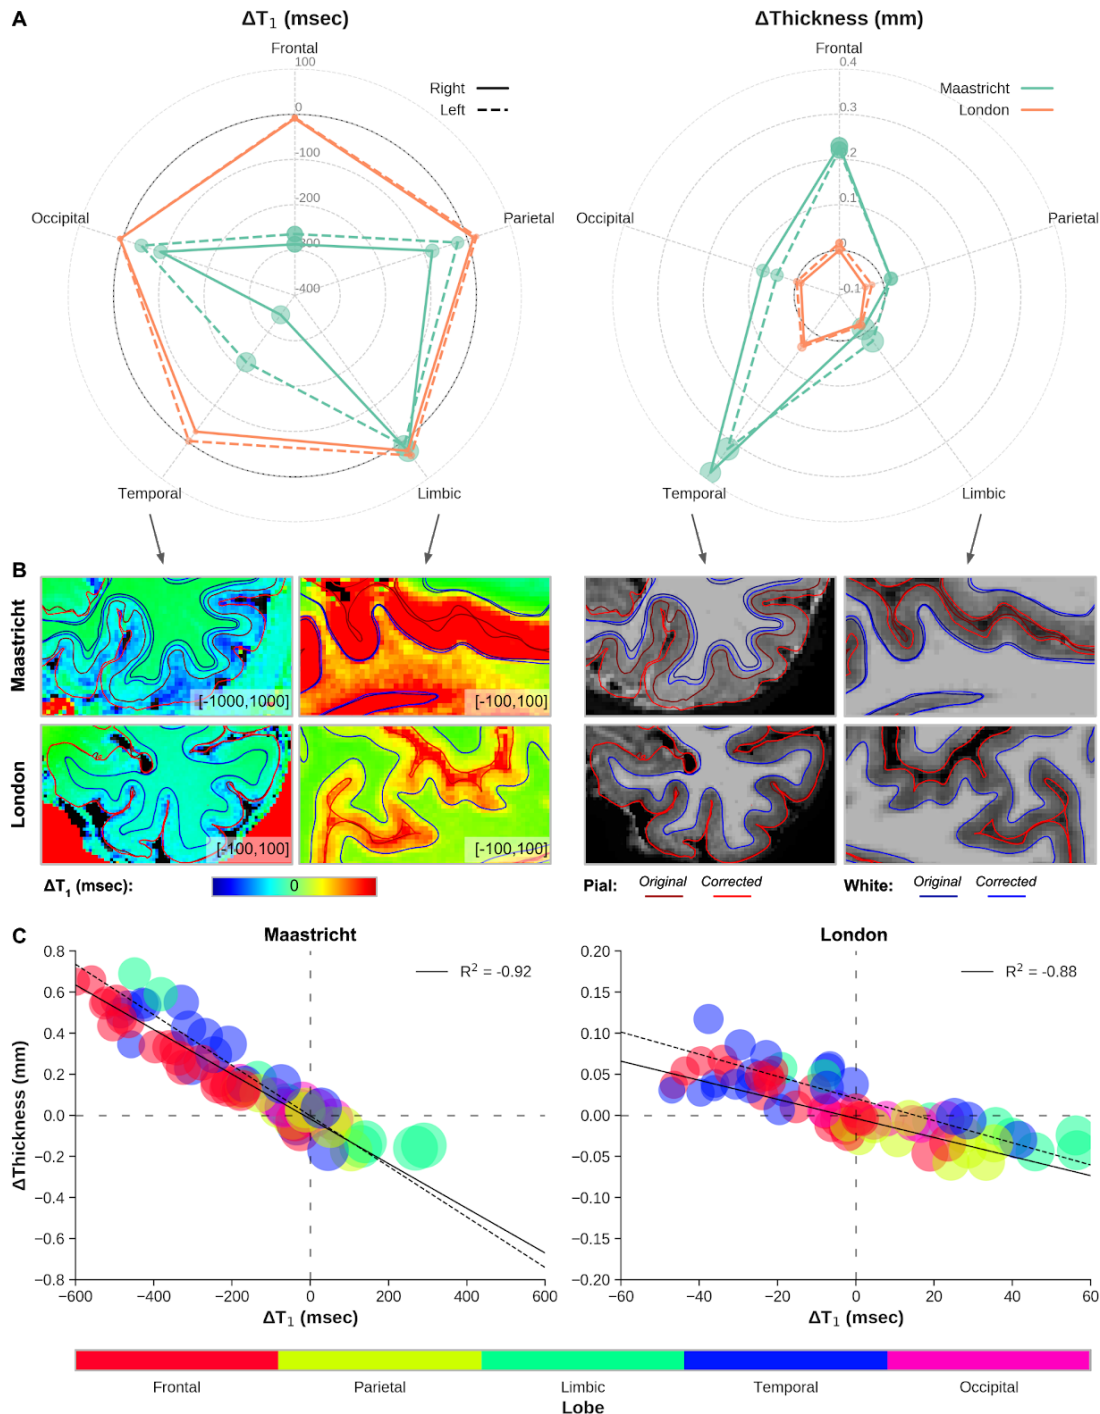 A
ΔT1 (msec)
ΔThickness (mm)
Frontal
100
0
-100
-200
-300
-400
Right
Left
Occipital
Parietal
Temporal
Limbic
Frontal
0.4
0.3
0.2
0.1
0
-0.1
Maastricht
London
Occipital
Parietal
Temporal
Limbic
B
Maastricht
[-1000,1000]
[-100,100]
London
[-100,100]
[-100,100]
ΔT1 (msec):
0
Pial:
Original
Corrected
White:
Original
Corrected
C
Maastricht
R2 = -0.92
ΔThickness (mm)
0.8
0.6
0.4
0.2
0.0
−0.2
−0.4
0.6
−0.8
−600
−400
−200
0
200
400
600
ΔT1 (msec)
London
R2 = -0.88
0.20
0.15
0.10
0.05
0.00
−0.05
−0.10
−0.15
−0.20
−60
−40
−20
0
20
40
60
ΔT1 (msec)
Frontal
Parietal
Limbic
Temporal
Occipital
Lobe